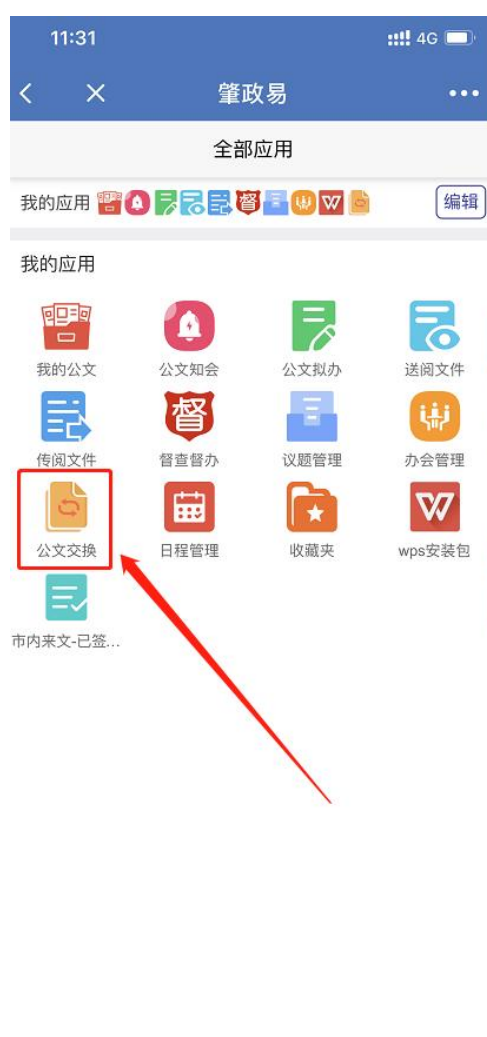 11:31 4G
肇政易
全部应用
我的应用 督 编辑
我的应用
我的公文 公文知会 公文拟办 送阅文件
督
传阅文件 督查督办 议题管理 办会管理
公文交换 日程管理 收藏夹 wps安装包
市内来文-已签...